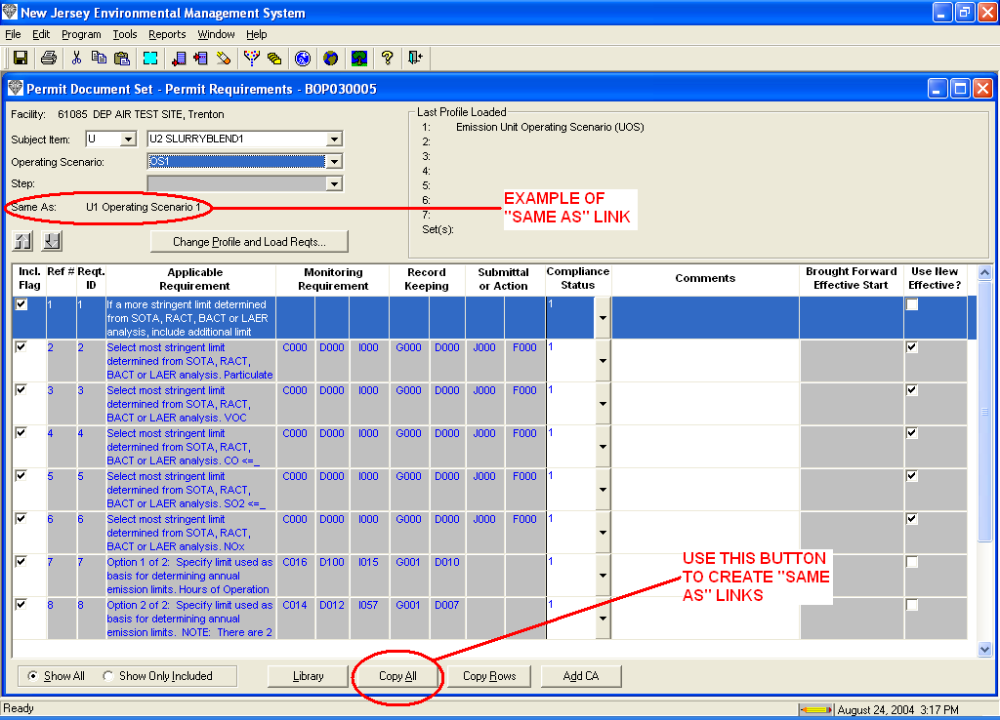 New Jersey Environmental Management System
File Edit Program Tools Reports Window Help
Permit Document Set - Permit Requirements - BOP030005
Facility: 61085 DEP AIR TEST SITE, Trenton
Subject Item: U U2 SLURRYBLEND1
Operating Scenario: OS1
Step:
Same As: U1 Operating Scenario 1
Last Profile Loaded
1: Emission Unit Operating Scenario (UOS)
2:
3:
4:
5:
6:
7:
Set(s):
EXAMPLE OF
"SAME AS" LINK
Change Profile and Load Reqts...
Incl. Ref # Reqt. Applicable Monitoring Record Submittal Compliance Comments Brought Forward Use New
Flag ID Requirement Requirement Keeping or Action Status Effective Start Effective?
1 1 If a more stringent limit determined 1
from SOTA, RACT, BACT or LAER
analysis, include additional limit
2 2 Select most stringent limit C000 D000 I000 G000 D000 J000 F000 1
determined from SOTA, RACT,
BACT or LAER analysis. Particulate
3 3 Select most stringent limit C000 D000 I000 G000 D000 J000 F000 1
determined from SOTA, RACT,
BACT or LAER analysis. VOC
4 4 Select most stringent limit C000 D000 I000 G000 D000 J000 F000 1
determined from SOTA, RACT,
BACT or LAER analysis. CO <=_
5 5 Select most stringent limit C000 D000 I000 G000 D000 J000 F000 1
determined from SOTA, RACT,
BACT or LAER analysis. SO2 <=_
6 6 Select most stringent limit C000 D000 I000 G000 D000 J000 F000 1
determined from SOTA, RACT,
BACT or LAER analysis. NOx
7 7 Option 1 of 2: Specify limit used as C016 D100 I015 G001 D010 1
basis for determining annual
emission limits. Hours of Operation
8 8 Option 2 of 2: Specify limit used as C014 D012 I057 G001 D007 1
basis for determining annual
emission limits. NOTE: There are 2
USE THIS BUTTON
TO CREATE "SAME
AS" LINKS
Show All Show Only Included Library Copy All Copy Rows Add CA
Ready August 24, 2004 3:17 PM